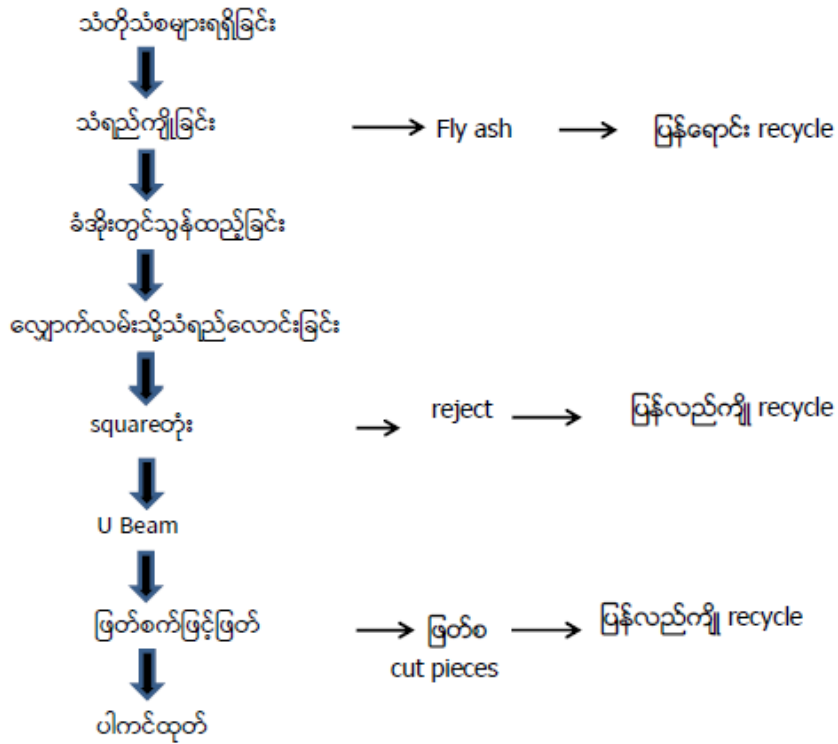 သံတိုသံစများရရှိခြင်း
သံရည်ကျိုခြင်း Fly ash ပြန်ရောင်း recycle
ခံအိုးတွင်သွန်ထည့်ခြင်း
လျှောက်လမ်းသို့သံရည်လောင်းခြင်း
squareတုံး reject ပြန်လည်ကျို recycle
U Beam
ဖြတ်စက်ဖြင့်ဖြတ် ဖြတ်စ ပြန်လည်ကျို recycle
cut pieces
ပါကင်ထုတ်